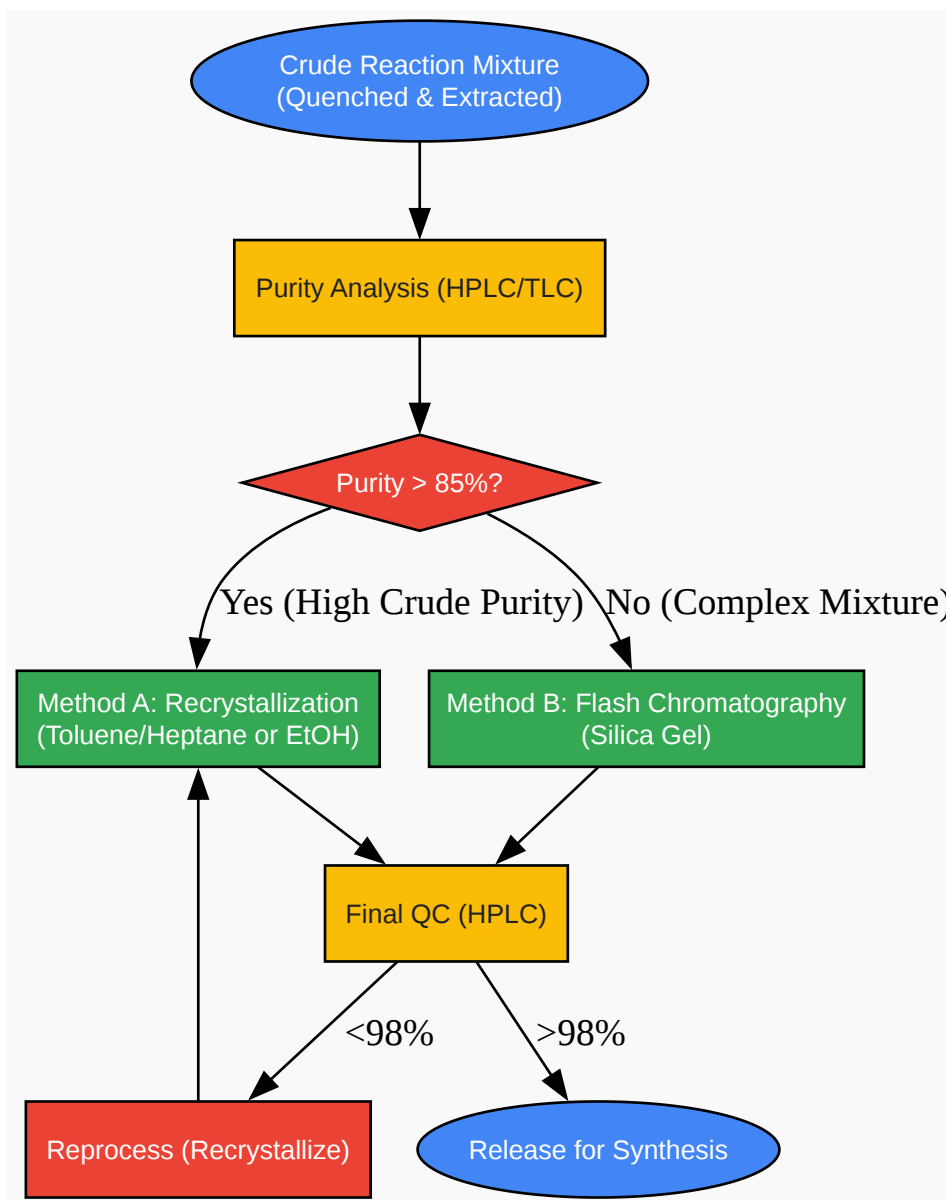 Crude Reaction Mixture
(Quenched & Extracted)
Purity Analysis (HPLC/TLC)
Purity > 85%?
Yes (High Crude Purity)
No (Complex Mixture)
Method A: Recrystallization
(Toluene/Heptane or EtOH)
Method B: Flash Chromatography
(Silica Gel)
Final QC (HPLC)
<98%
>98%
Reprocess (Recrystallize)
Release for Synthesis